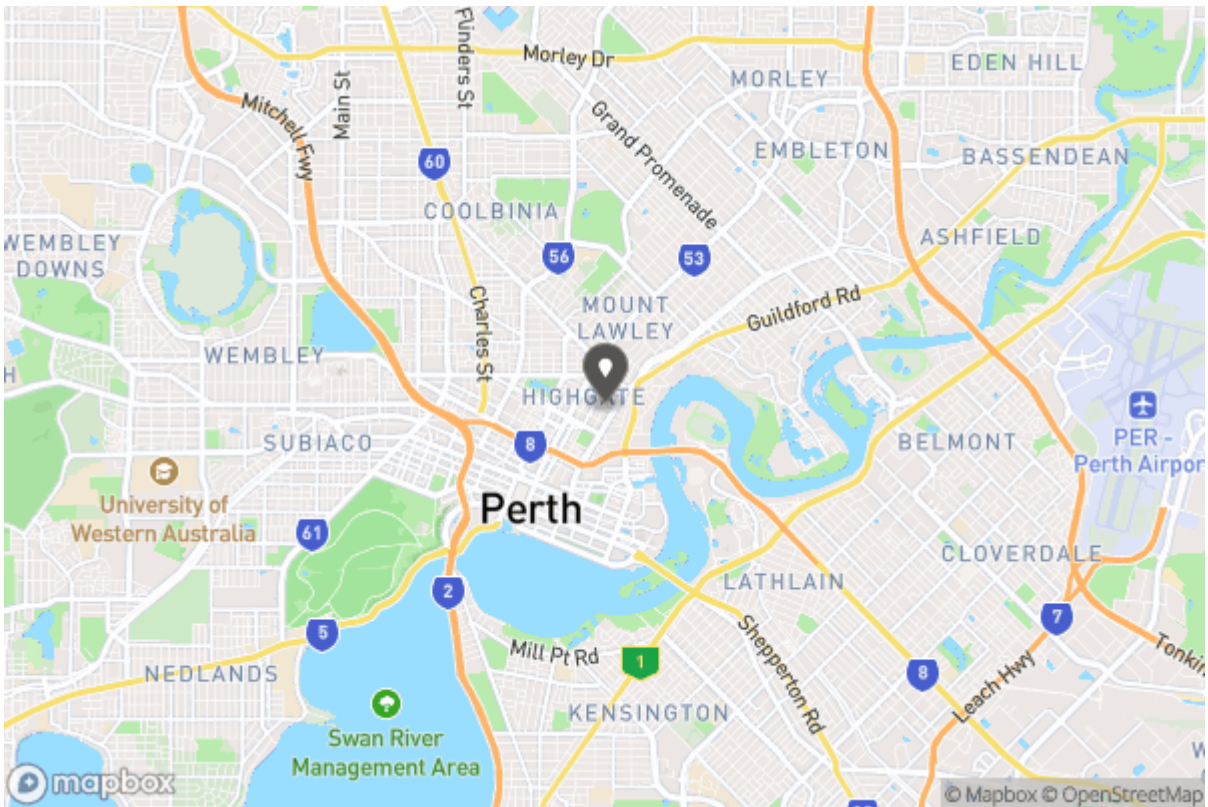 Flinders St
Morley Dr
EDEN HILL
MORLEY
Main St
Mitchell Fwy
Grand Promenade
60
EMBLETON
BASSENDEAN
COOLBINIA
WEMBLEY
DOWNS
56
53
ASHFIELD
MOUNT
LAWLEY
Guildford Rd
Charles St
WEMBLEY
H
HIGHGATE
SUBIACO
8
BELMONT
PER -
Perth Airport
University of
Western Australia
Perth
61
CLOVERDALE
2
LATHLAIN
5
Mill Pt Rd
1
Shepperton Rd
7
Tonkin
NEDLANDS
8
Leach Hwy
KENSINGTON
Swan River
Management Area
W
mapbox
© Mapbox © OpenStreetMap